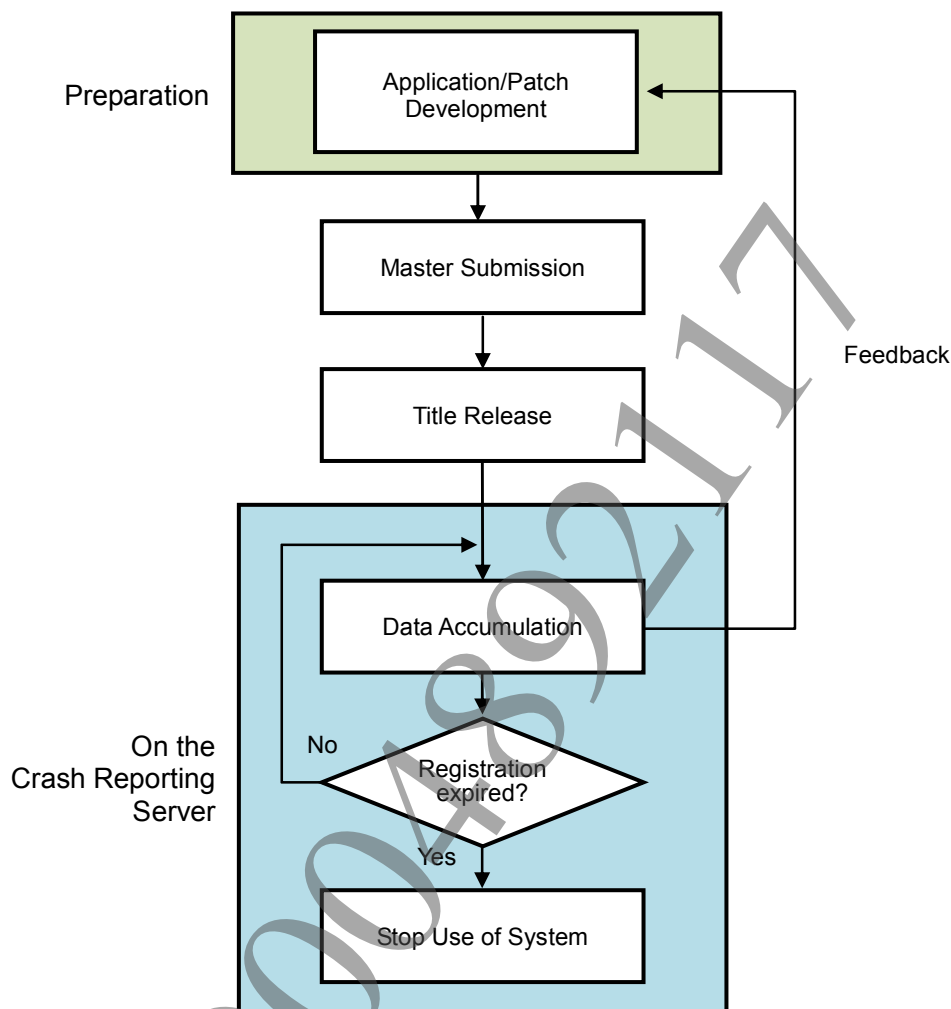 Preparation
Application/Patch
Development
Master Submission
Title Release
Feedback
Data Accumulation
On the
Crash Reporting
Server
No
Registration
expired?
Yes
Stop Use of System